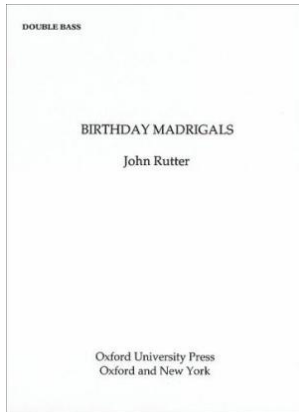 DOUBLE BASS
BIRTHDAY MADRIGALS
John Rutter
Oxford University Press
Oxford and New York